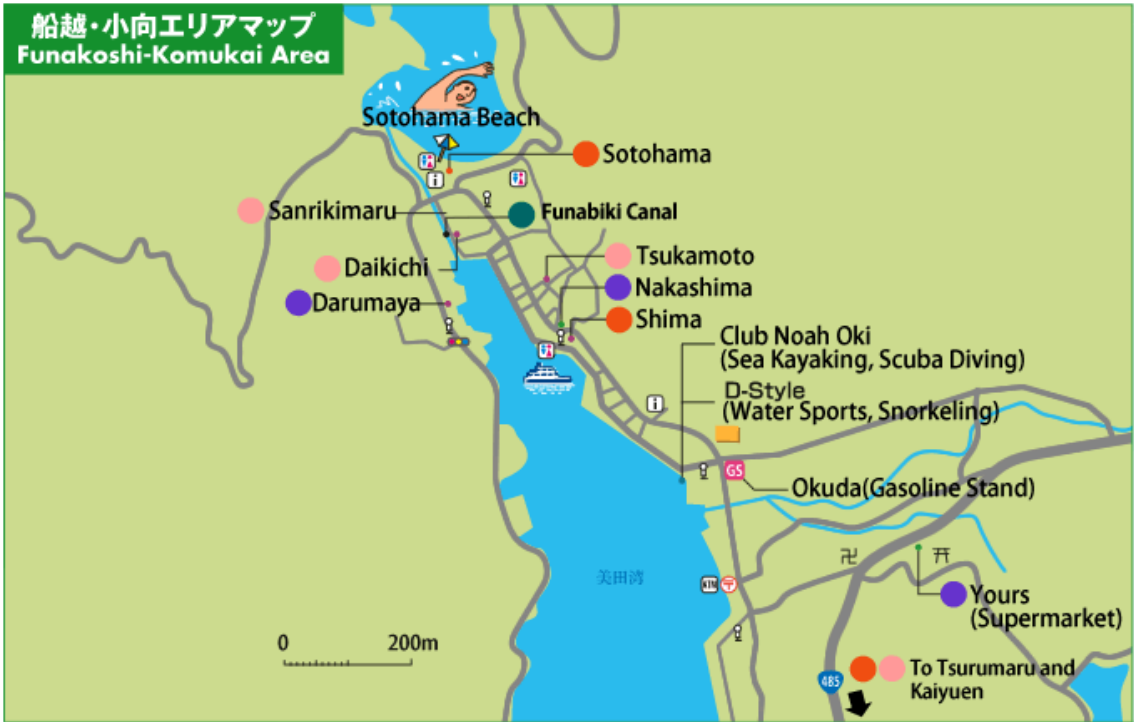 船越・小向エリアマップ
Funakoshi-Komukai Area
Sotohama Beach
Sotohama
i
Sanrikimaru
Funabiki Canal
Tsukamoto
Daikichi
Nakashima
Darumaya
Shima
Club Noah Oki
(Sea Kayaking, Scuba Diving)
D-Style
(Water Sports, Snorkeling)
i
GS
Okuda(Gasoline Stand)
美田湾
卍
ATM
〒
Yours
(Supermarket)
0 200m
485
To Tsurumaru and
Kaiyuen